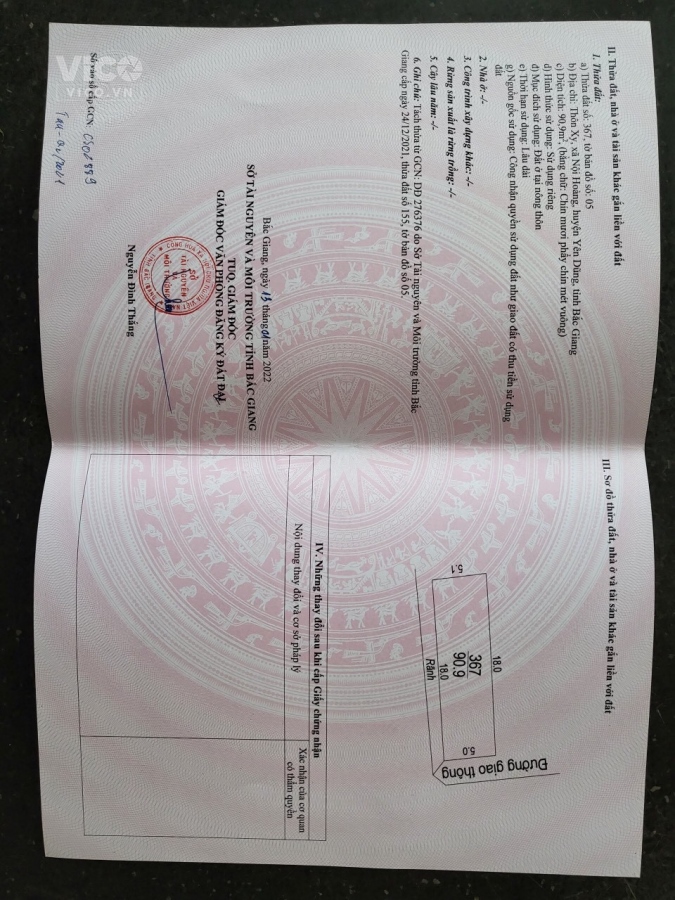 II. Thửa đất, nhà ở và tài sản khác gắn liền với đất
1. Thửa đất:
a) Thửa đất số: 367, tờ bản đồ số: 05
b) Địa chỉ: Thôn Xy, xã Nội Hoàng, huyện Yên Dũng, tỉnh Bắc Giang
c) Diện tích: 90,9m², (bằng chữ: Chín mươi phẩy chín mét vuông)
d) Hình thức sử dụng: Sử dụng riêng
đ) Mục đích sử dụng: Đất ở tại nông thôn
e) Thời hạn sử dụng: Lâu dài
g) Nguồn gốc sử dụng: Công nhận quyền sử dụng đất như giao đất có thu tiền sử dụng
đất
2. Nhà ở: -/-
3. Công trình xây dựng khác: -/-
4. Rừng sản xuất là rừng trồng: -/-
5. Cây lâu năm: -/-
6. Ghi chú: Tách thửa từ GCN: DD 276376 do Sở Tài nguyên và Môi trường tỉnh Bắc
Giang cấp ngày 24/12/2021, thửa đất số 155, tờ bản đồ số 05.
Bắc Giang, ngày 13 tháng 01 năm 2022
SỞ TÀI NGUYÊN VÀ MÔI TRƯỜNG TỈNH BẮC GIANG
TUQ. GIÁM ĐỐC
GIÁM ĐỐC VĂN PHÒNG ĐĂNG KÝ ĐẤT ĐAI
SỞ
TÀI NGUYÊN
VÀ
MÔI TRƯỜNG
Nguyễn Đình Thắng
Số vào sổ cấp GCN: CS04883
III. Sơ đồ thửa đất, nhà ở và tài sản khác gắn liền với đất
18.0
5.1
367
90.9
5.0
18.0
Rãnh
Đường giao thông
IV. Những thay đổi sau khi cấp Giấy chứng nhận
Nội dung thay đổi và cơ sở pháp lý
Xác nhận của cơ quan
có thẩm quyền
VICO
VICO.VN